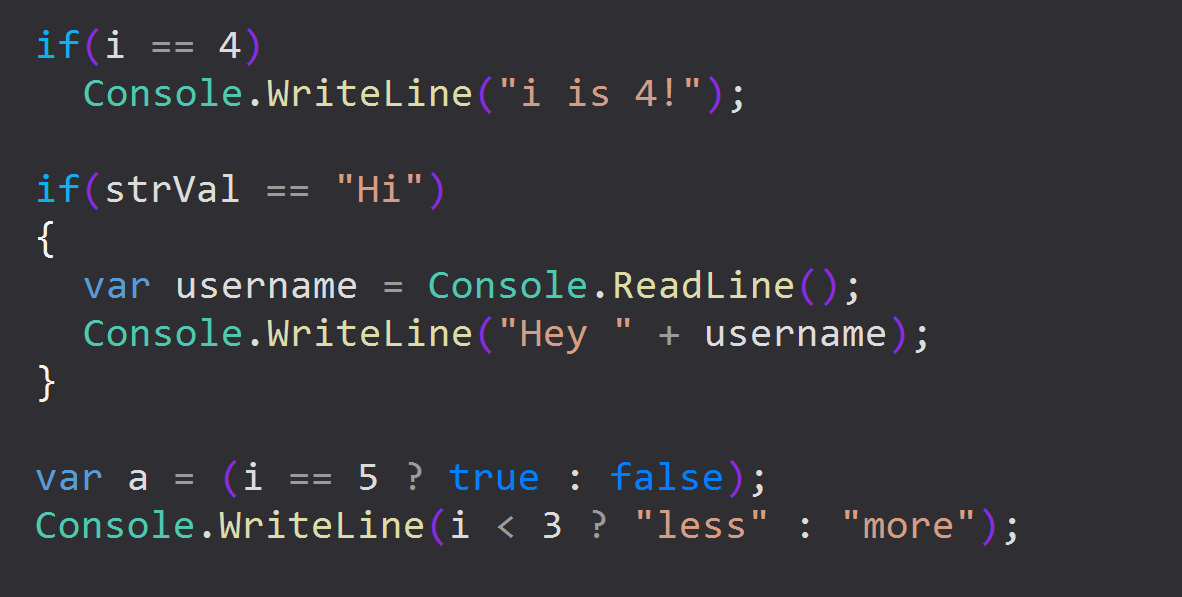 if(i == 4)
  Console.WriteLine("i is 4!");

if(strVal == "Hi")
{
  var username = Console.ReadLine();
  Console.WriteLine("Hey " + username);
}

var a = (i == 5 ? true : false);
Console.WriteLine(i < 3 ? "less" : "more");